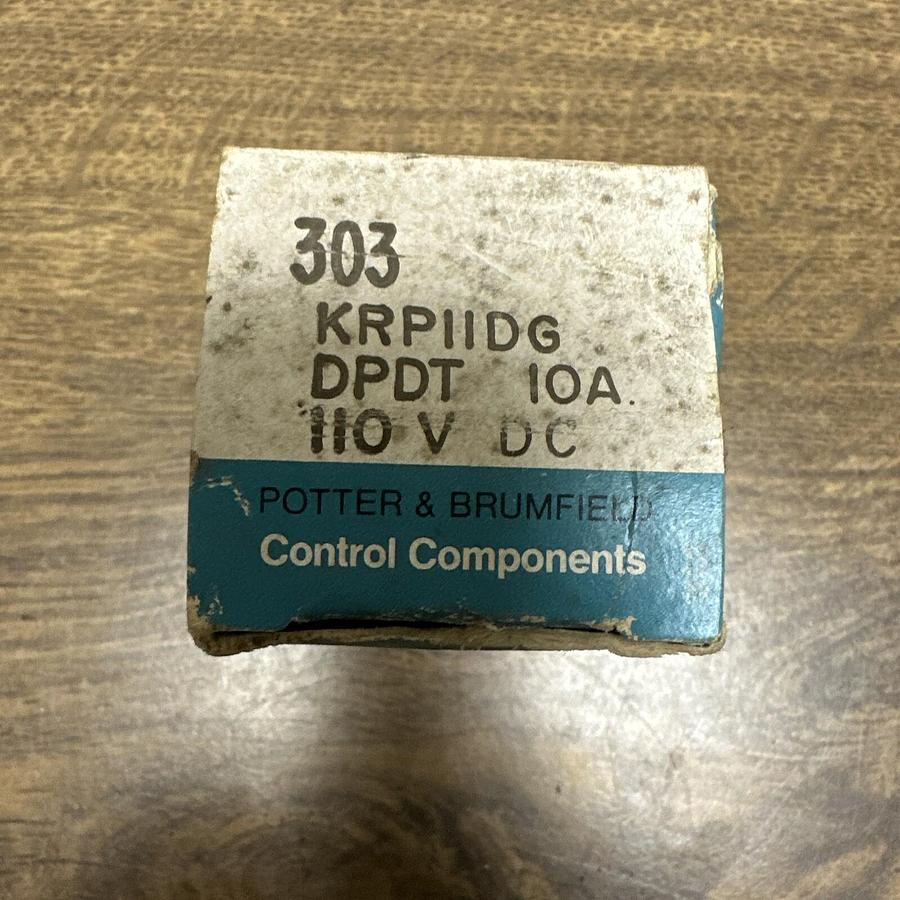 303
KRP11DG
DPDT 10A.
110 V DC
POTTER & BRUMFIELD
Control Components